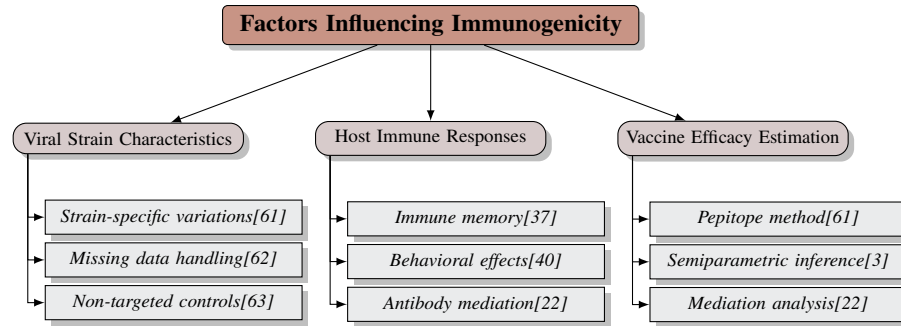 Factors Influencing Immunogenicity
Viral Strain Characteristics
Host Immune Responses
Vaccine Efficacy Estimation
Strain-specific variations[61]
Missing data handling[62]
Non-targeted controls[63]
Immune memory[37]
Behavioral effects[40]
Antibody mediation[22]
Pepitope method[61]
Semiparametric inference[3]
Mediation analysis[22]